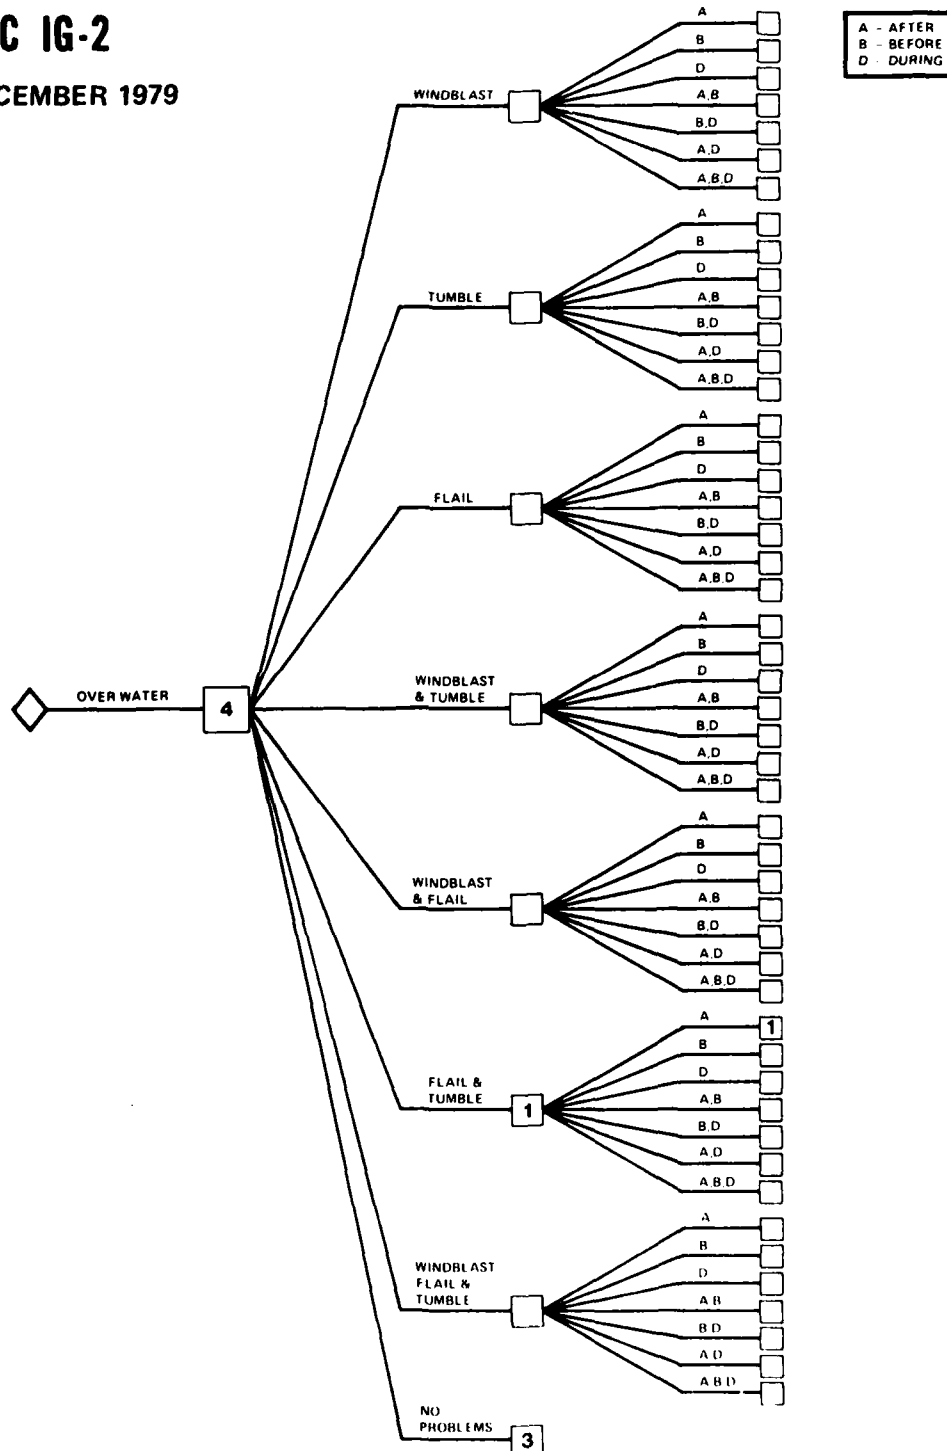 C IG-2
CEMBER 1979
A - AFTER
B - BEFORE
D - DURING
WINDBLAST
A
B
D
A,B
B,D
A,D
A,B,D
TUMBLE
A
B
D
A,B
B,D
A,D
A,B,D
FLAIL
A
B
D
A,B
B,D
A,D
A,B,D
OVER WATER
4
WINDBLAST
& TUMBLE
A
B
D
A,B
B,D
A,D
A,B,D
WINDBLAST
& FLAIL
A
B
D
A,B
B,D
A,D
A,B,D
FLAIL &
TUMBLE
1
A
1
B
D
A,B
B,D
A,D
A,B,D
WINDBLAST
FLAIL &
TUMBLE
A
B
D
A B
B D
A D
A B D
NO
PROBLEMS
3